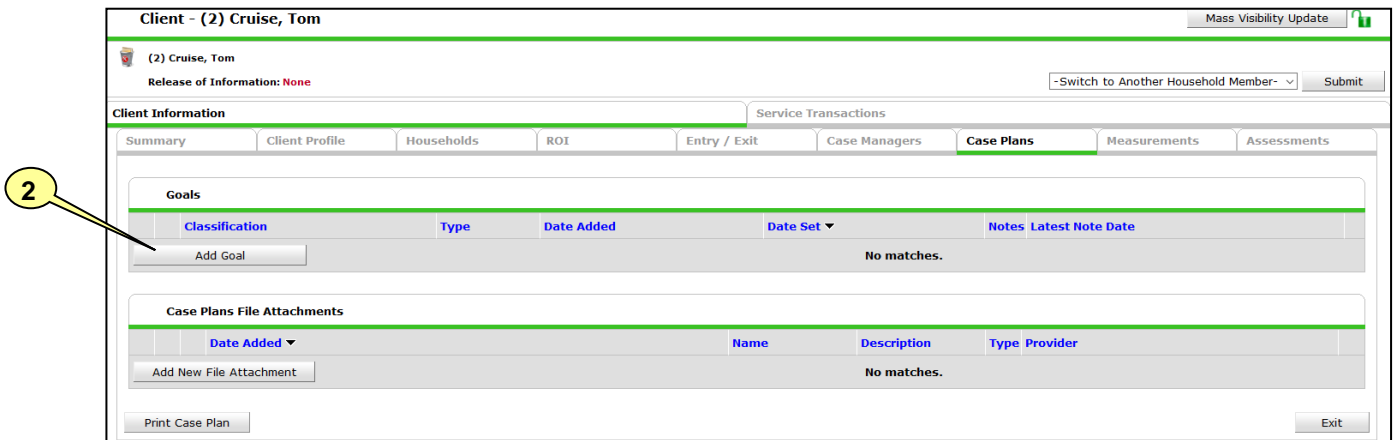 Client - (2) Cruise, Tom Mass Visibility Update
(2) Cruise, Tom
Release of Information: None -Switch to Another Household Member- Submit
Client Information Service Transactions
Summary Client Profile Households ROI Entry / Exit Case Managers Case Plans Measurements Assessments
2
Goals
Classification Type Date Added Date Set Notes Latest Note Date
Add Goal No matches.
Case Plans File Attachments
Date Added Name Description Type Provider
Add New File Attachment No matches.
Print Case Plan Exit